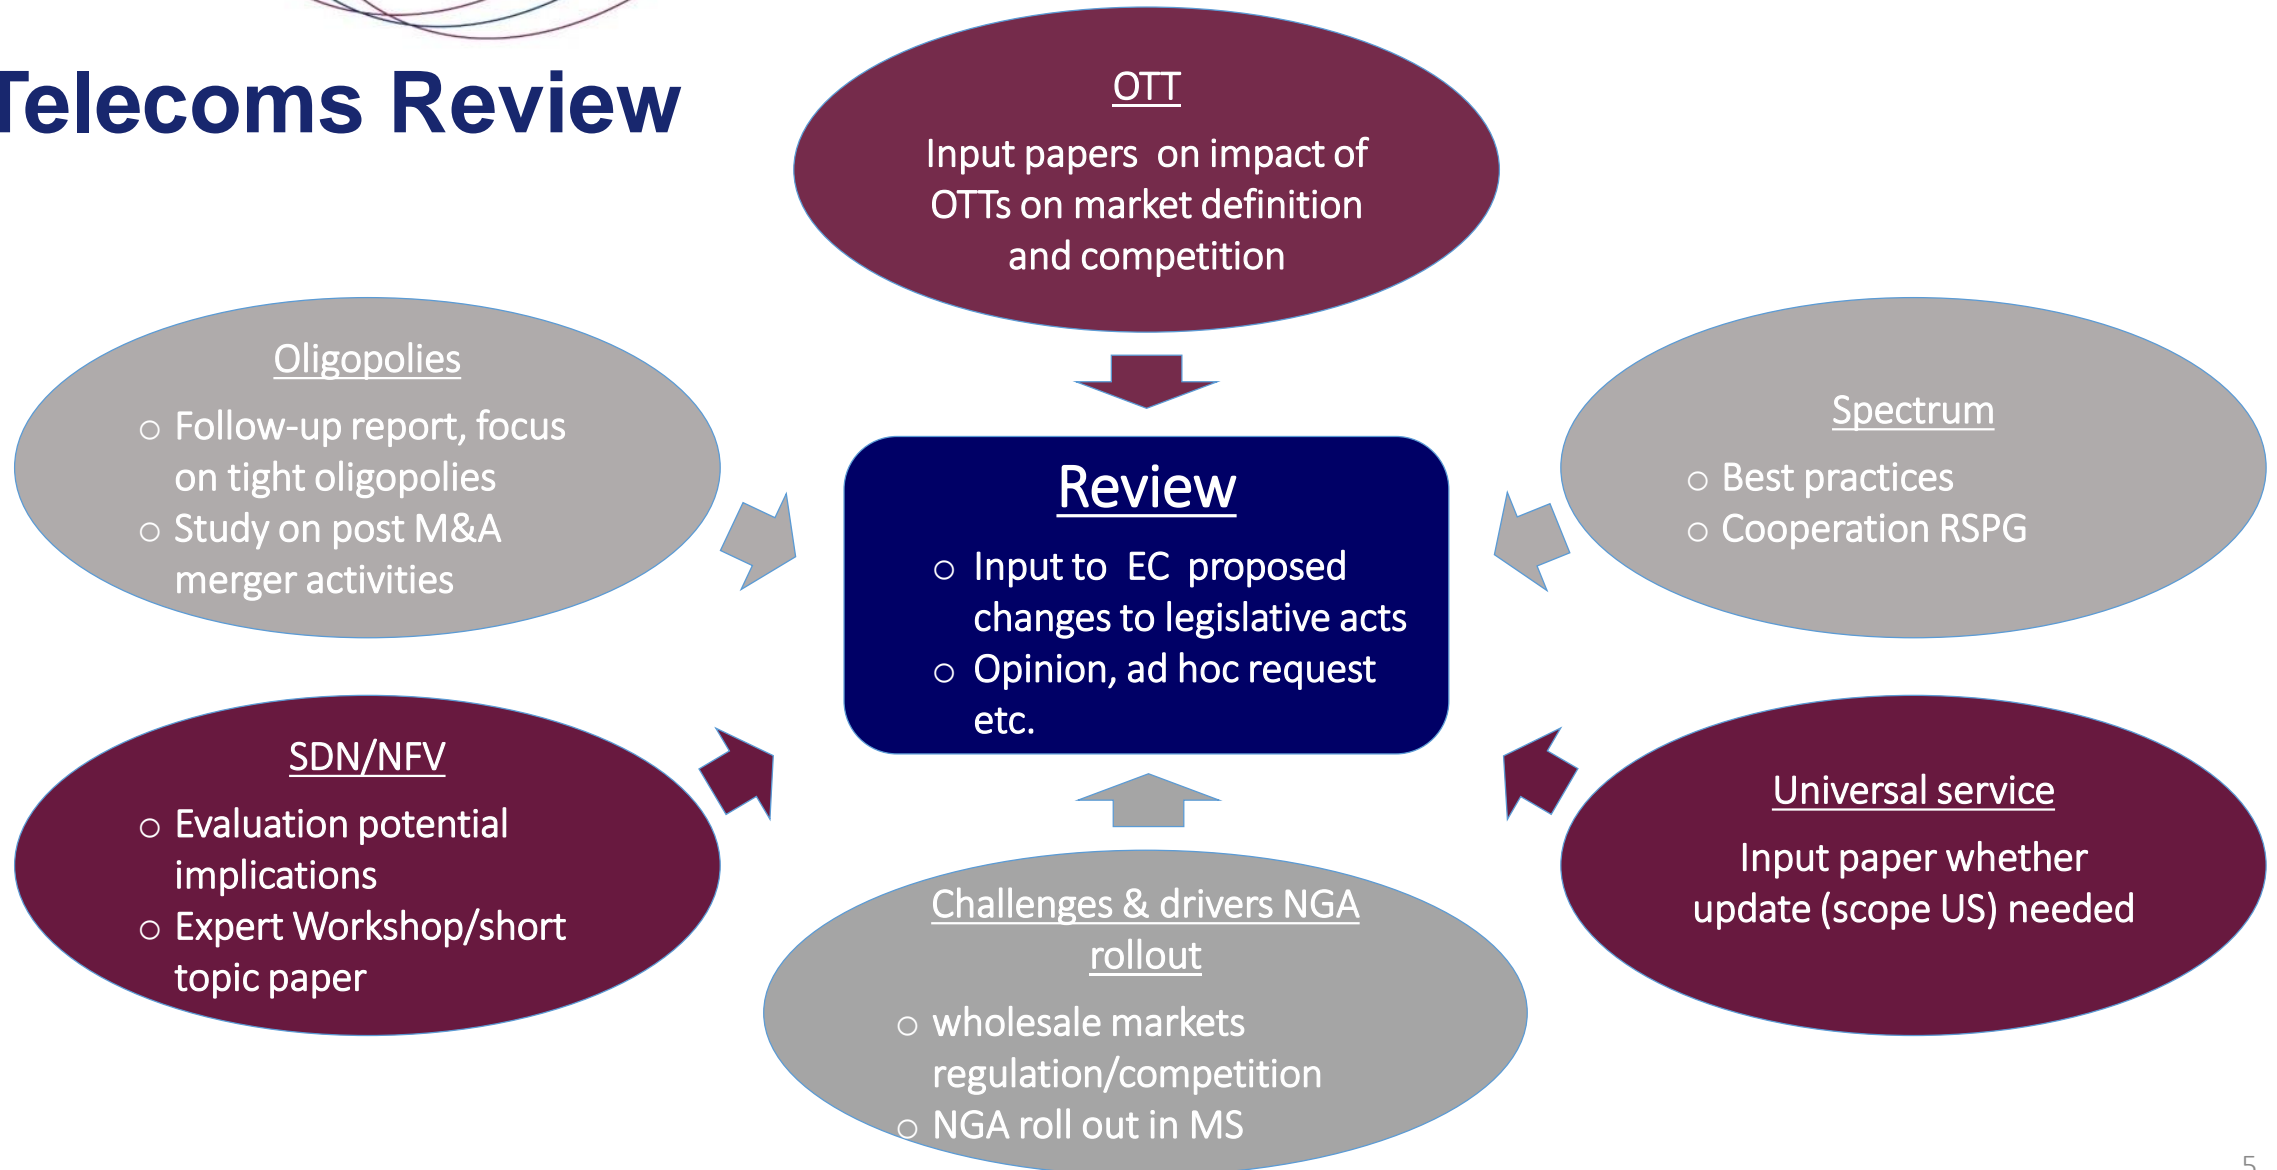 Telecoms Review
OTT
Input papers on impact of
OTTs on market definition
and competition
Oligopolies
o Follow-up report, focus
on tight oligopolies
o Study on post M&A
merger activities
Spectrum
o Best practices
o Cooperation RSPG
Review
o Input to EC proposed
changes to legislative acts
o Opinion, ad hoc request
etc.
SDN/NFV
o Evaluation potential
implications
o Expert Workshop/short
topic paper
Universal service
Input paper whether
update (scope US) needed
Challenges & drivers NGA
rollout
o wholesale markets
regulation/competition
o NGA roll out in MS
5